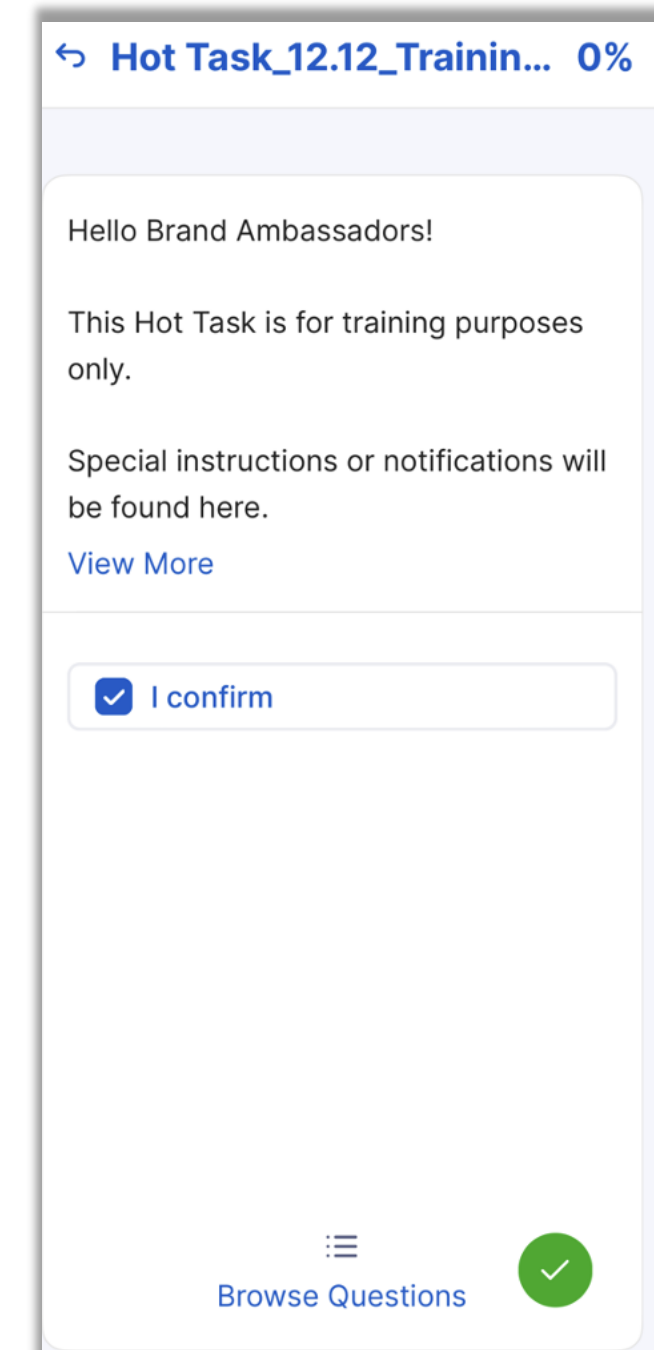 Hot Task_12.12_Trainin... 0%
Hello Brand Ambassadors!
This Hot Task is for training purposes
only.
Special instructions or notifications will
be found here.
View More
I confirm
Browse Questions